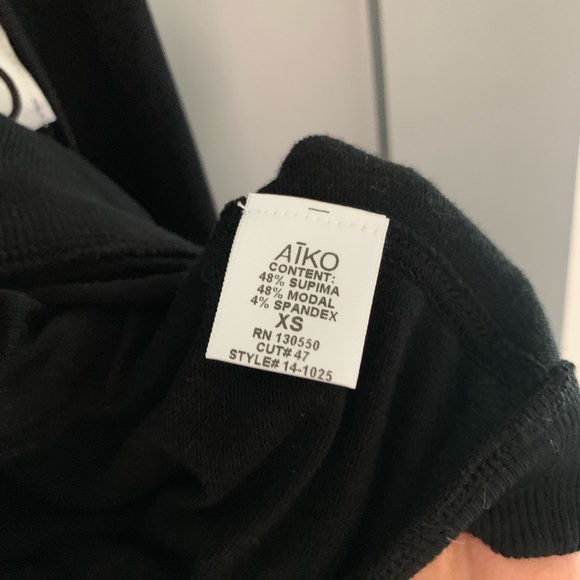 AĪKO
CONTENT:
48% SUPIMA
48% MODAL
4% SPANDEX
XS
RN 130550
CUT# 47
STYLE# 14-1025